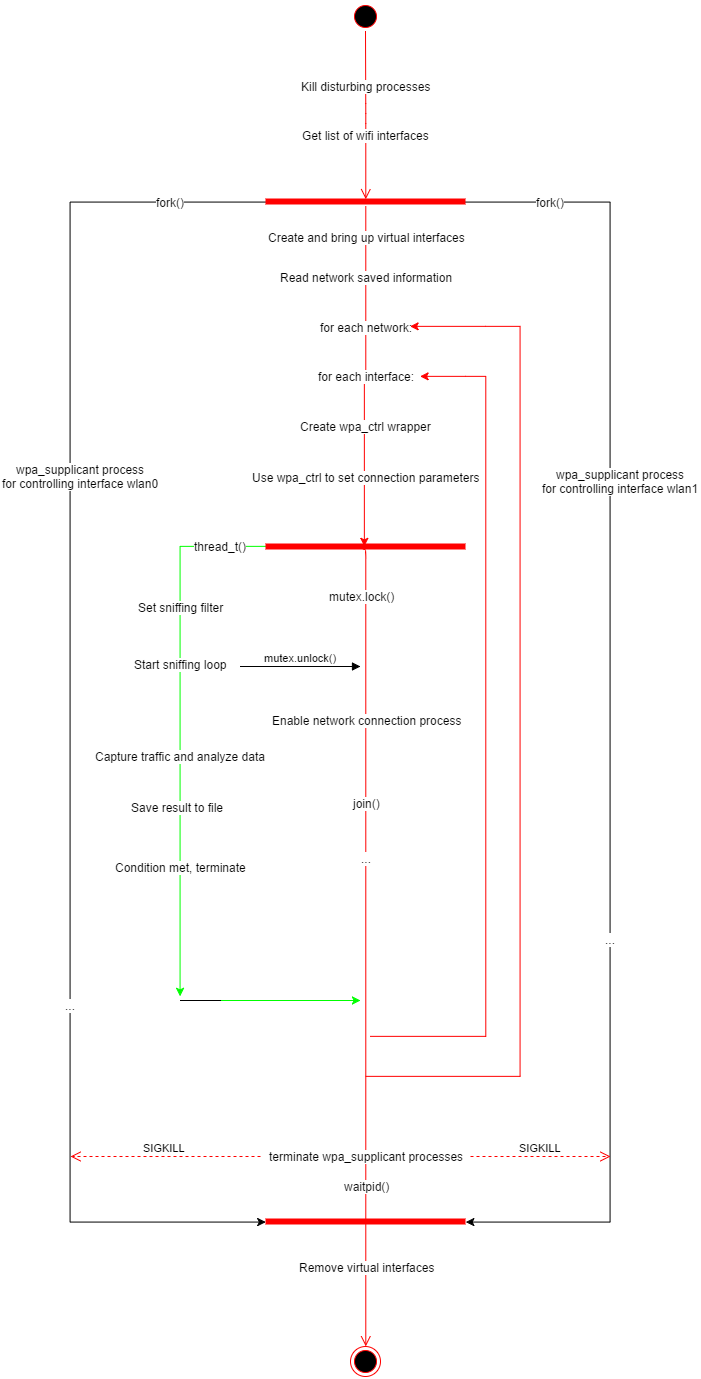 Kill disturbing processes
Get list of wifi interfaces
fork()
fork()
Create and bring up virtual interfaces
Read network saved information
for each network:
for each interface:
Create wpa_ctrl wrapper
wpa_supplicant process
for controlling interface wlan0
Use wpa_ctrl to set connection parameters
wpa_supplicant process
for controlling interface wlan1
thread_t()
mutex.lock()
Set sniffing filter
Start sniffing loop
mutex.unlock()
Enable network connection process
Capture traffic and analyze data
join()
Save result to file
...
Condition met, terminate
...
...
SIGKILL
terminate wpa_supplicant processes
SIGKILL
waitpid()
Remove virtual interfaces